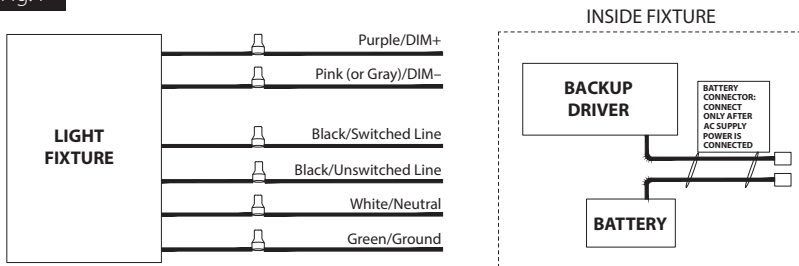 INSIDE FIXTURE
Purple/DIM+
Pink (or Gray)/DIM–
Black/Switched Line
Black/Unswitched Line
White/Neutral
Green/Ground
LIGHT
FIXTURE
BACKUP
DRIVER
BATTERY
CONNECTOR:
CONNECT
ONLY AFTER
AC SUPPLY
POWER IS
CONNECTED
BATTERY